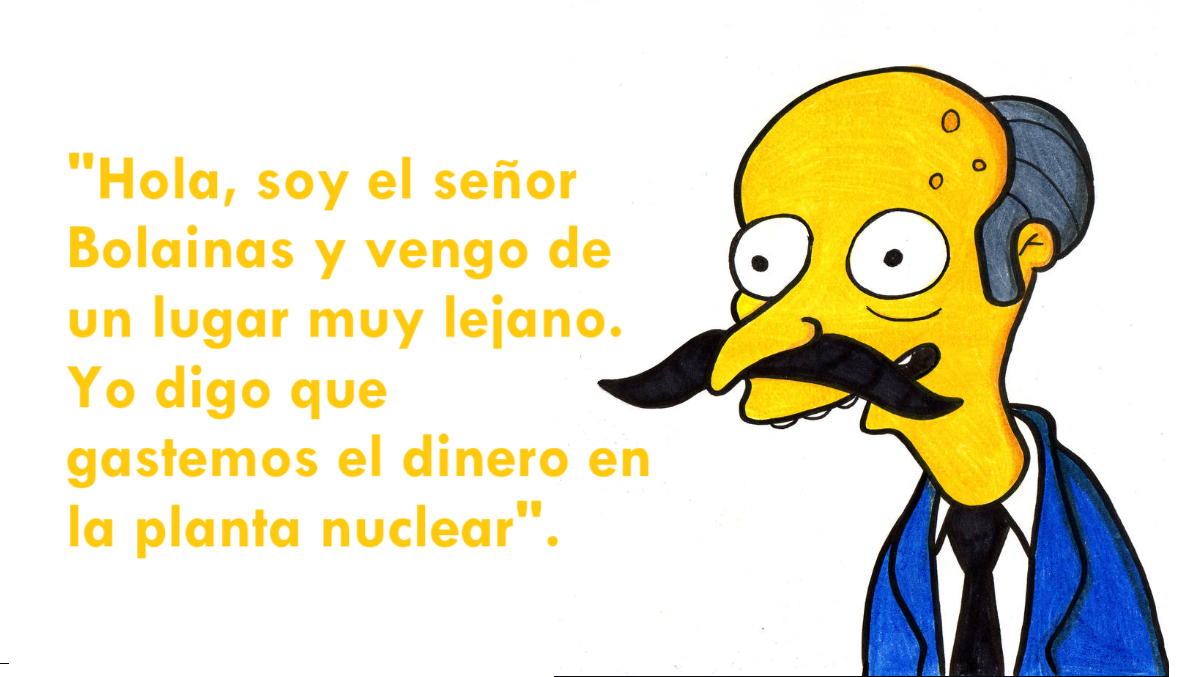 "Hola, soy el señor
Bolainas y vengo de
un lugar muy lejano.
Yo digo que
gastemos el dinero en
la planta nuclear".